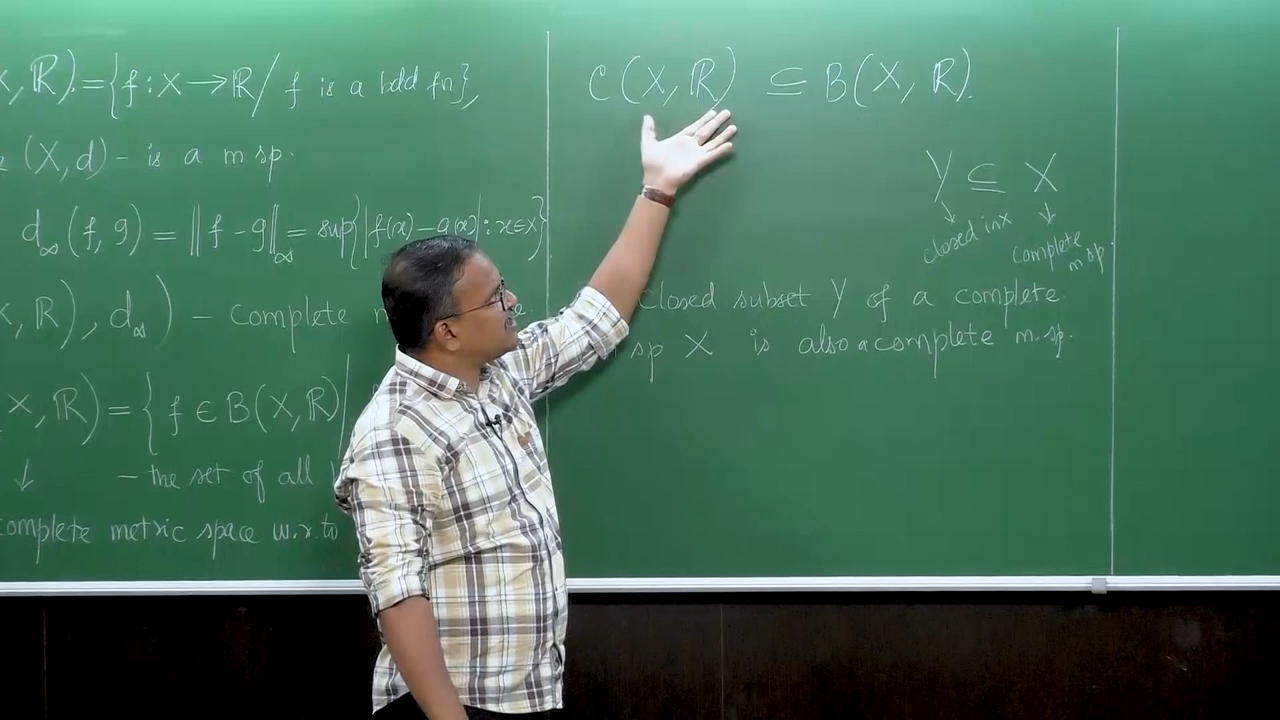 X, ℝ) = {f : X → ℝ / f is a bdd fn},
(X, d) – is a m sp.
d∞(f, g) = ‖f – g‖∞ = sup{|f(x) – g(x)| : x ∈ X}
X, ℝ), d∞) – complete
X, ℝ) = {f ∈ B(X, ℝ) |
↓ – the set of all
complete metric space w.r.to
C(X, ℝ) ⊆ B(X, ℝ).
Y ⊆ X
closed in X complete m sp.
closed subset Y of a complete
sp X is also a complete m. sp.